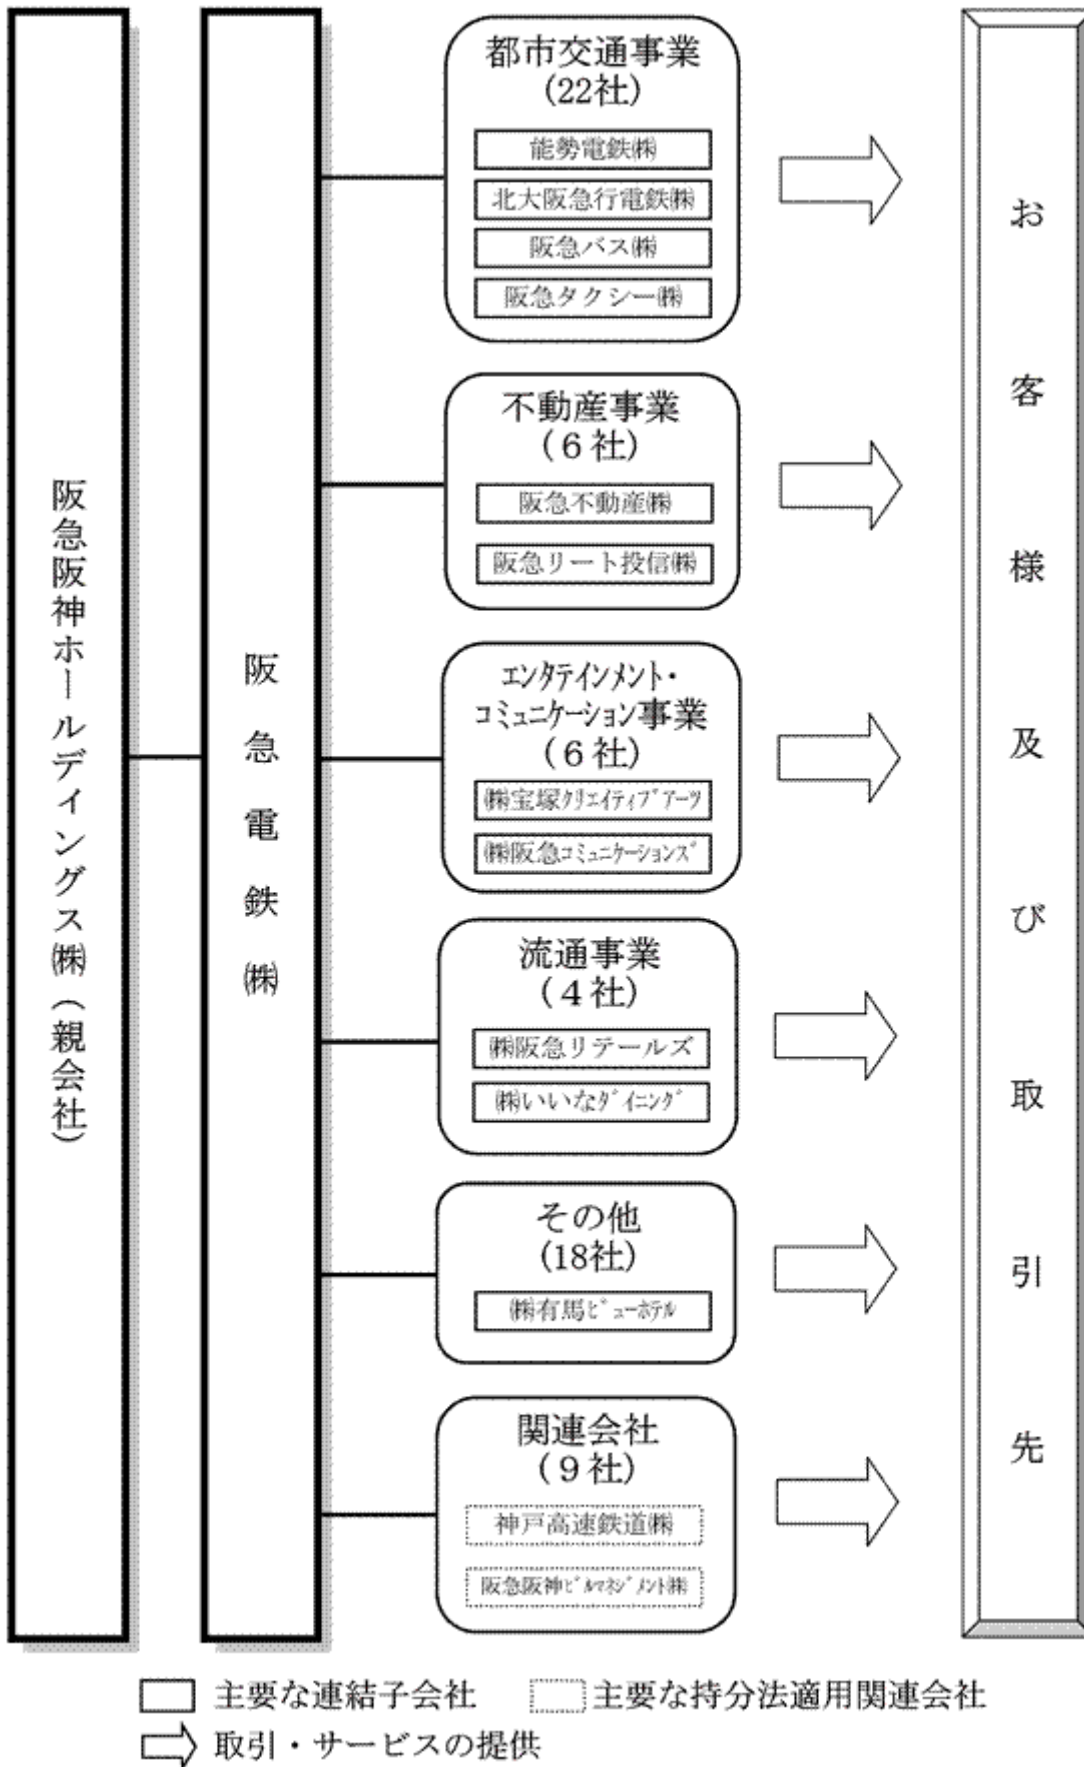 阪急阪神ホールディングス㈱（親会社）
阪急電鉄㈱
都市交通事業
(22社)
能勢電鉄㈱
北大阪急行電鉄㈱
阪急バス㈱
阪急タクシー㈱
不動産事業
(６社)
阪急不動産㈱
阪急リート投信㈱
ｴﾝﾀﾃｲﾝﾒﾝﾄ・
ｺﾐｭﾆｹｰｼｮﾝ事業
(６社)
㈱宝塚ｸﾘｴｲﾃｨﾌﾞｱｰﾂ
㈱阪急ｺﾐｭﾆｹｰｼｮﾝｽﾞ
流通事業
(４社)
㈱阪急リテールズ
㈱いいなﾀﾞｲﾆﾝｸﾞ
その他
(18社)
㈱有馬ﾋﾞｭｰﾎﾃﾙ
関連会社
(９社)
神戸高速鉄道㈱
阪急阪神ﾋﾞﾙﾏﾈｼﾞﾒﾝﾄ㈱
お客様及び取引先
主要な連結子会社
主要な持分法適用関連会社
取引・サービスの提供